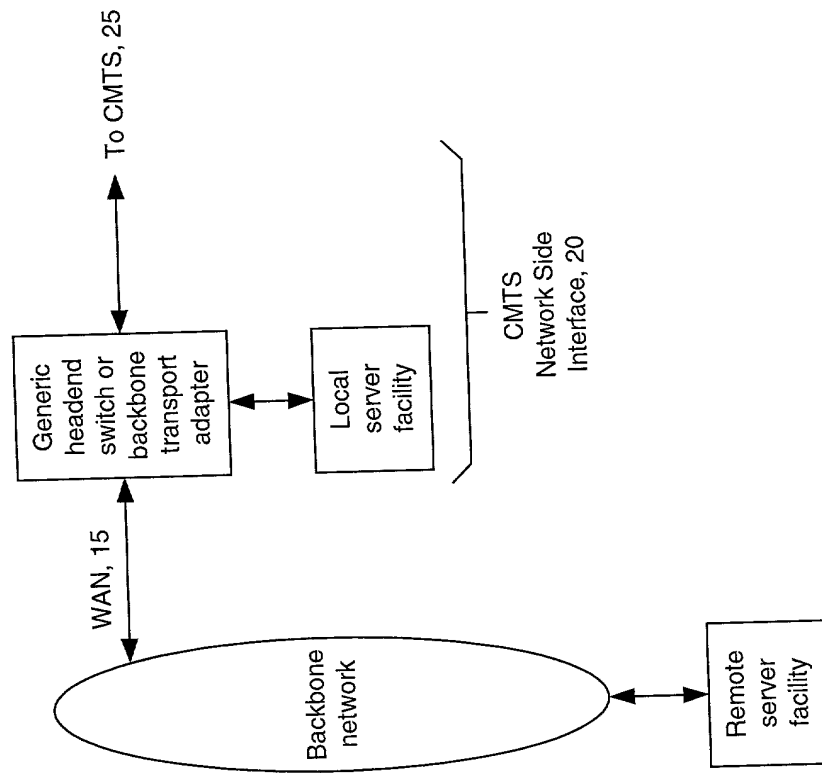 To CMTS, 25
Generic
headend
switch or
backbone
transport
adapter
Local
server
facility
CMTS
Network Side
Interface, 20
WAN, 15
Backbone
network
Remote
server
facility